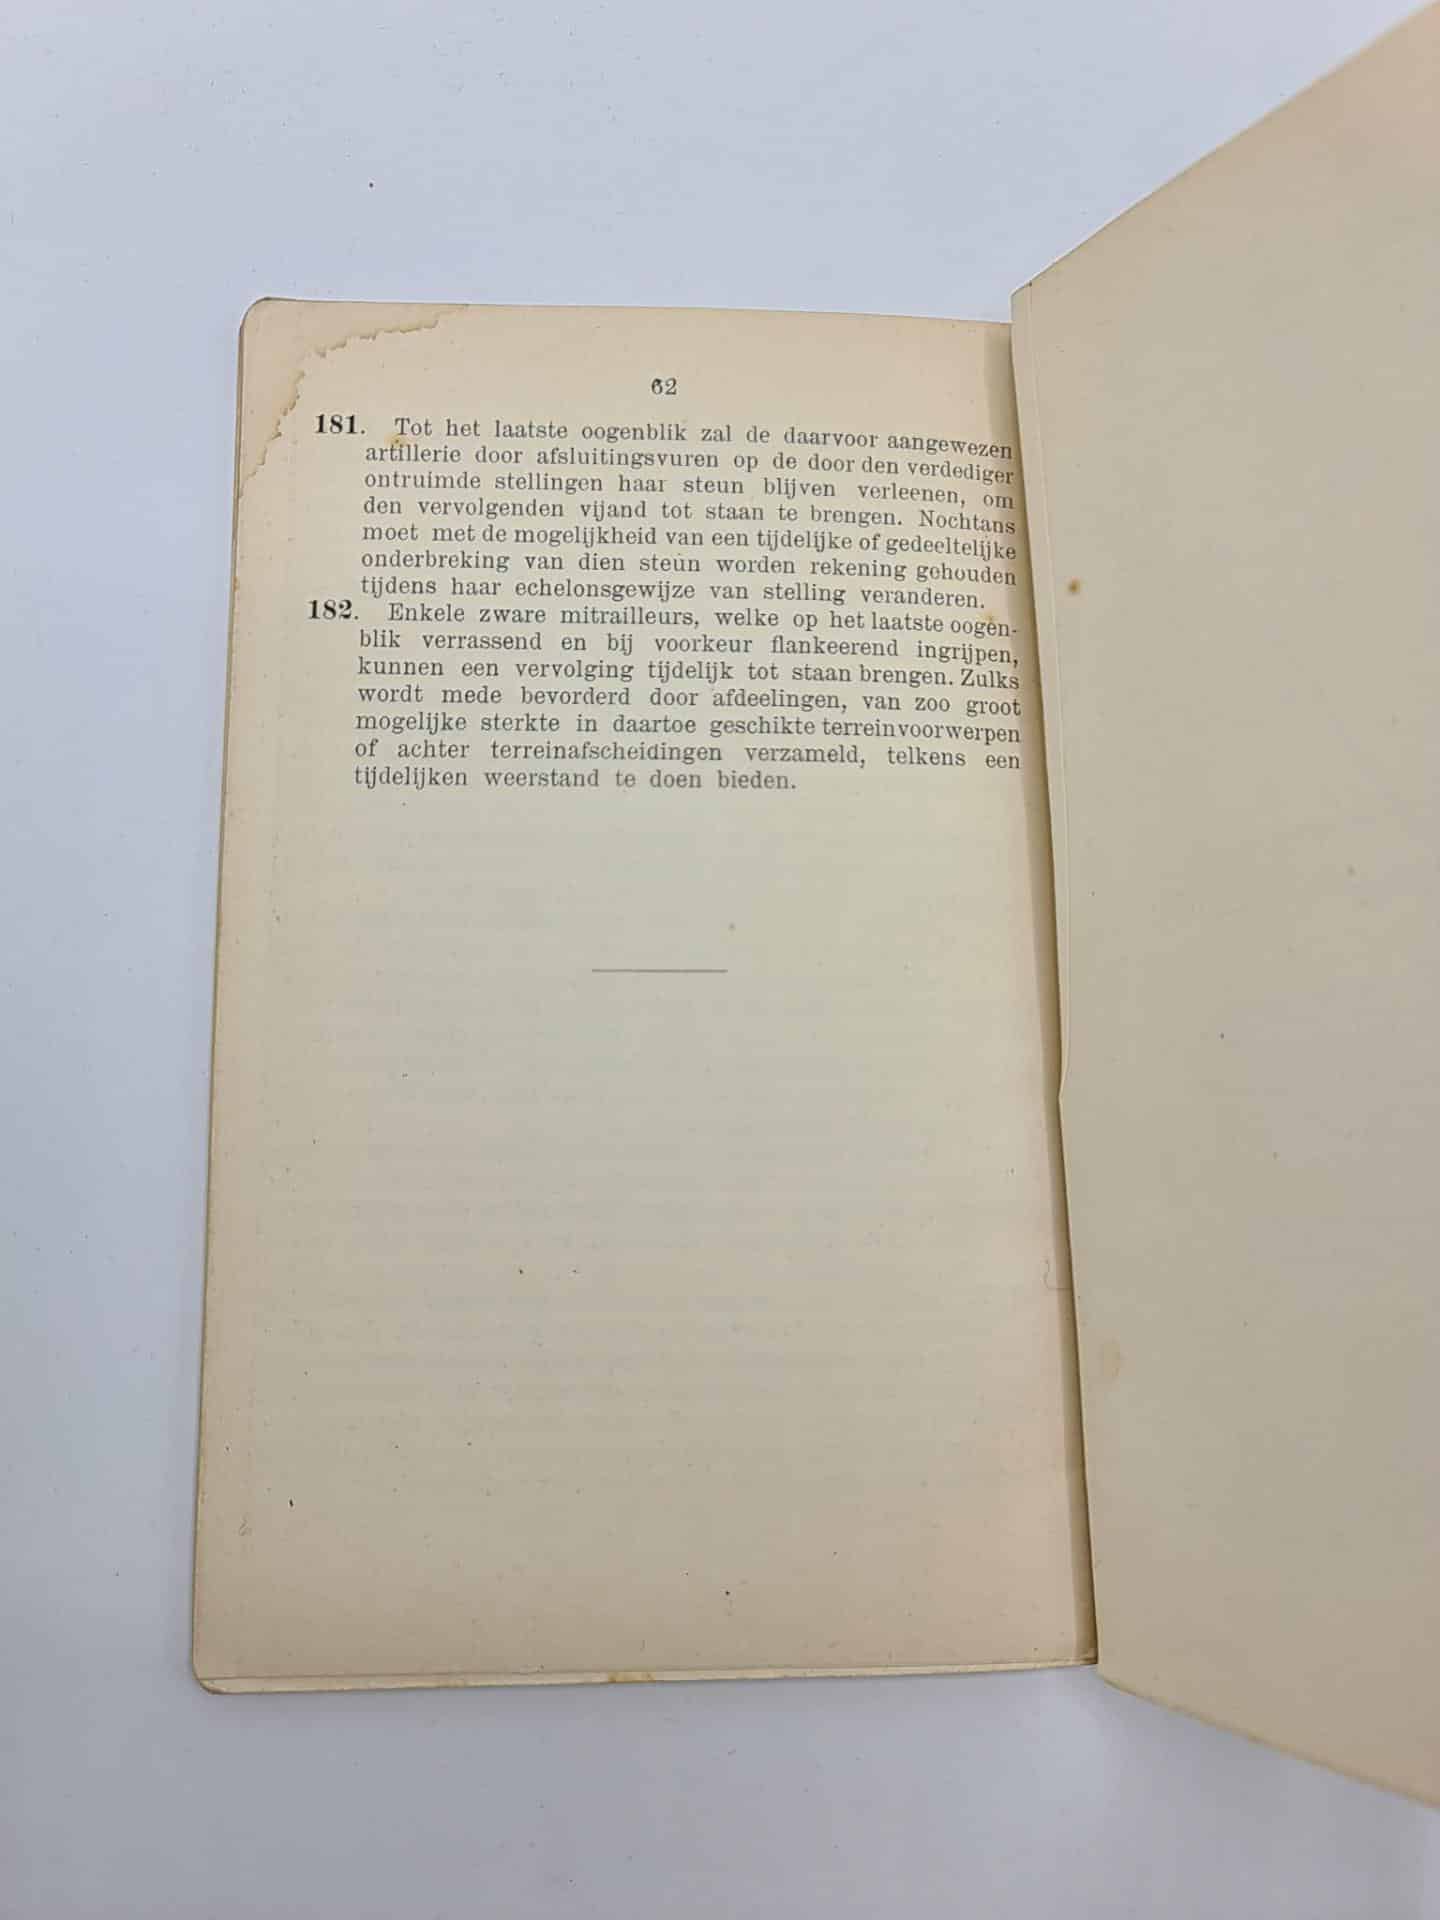 62
181. Tot het laatste oogenblik zal de daarvoor aangewezen
artillerie door afsluitingsvuren op de door den verdediger
ontruimde stellingen haar steun blijven verleenen, om
den vervolgenden vijand tot staan te brengen. Nochtans
moet met de mogelijkheid van een tijdelijke of gedeeltelijke
onderbreking van dien steun worden rekening gehouden
tijdens haar echelonsgewijze van stelling veranderen.
182. Enkele zware mitrailleurs, welke op het laatste oogen-
blik verrassend en bij voorkeur flankeerend ingrijpen,
kunnen een vervolging tijdelijk tot staan brengen. Zulks
wordt mede bevorderd door afdeelingen, van zoo groot
mogelijke sterkte in daartoe geschikte terreinvoorwerpen
of achter terreinafscheidingen verzameld, telkens een
tijdelijken weerstand te doen bieden.